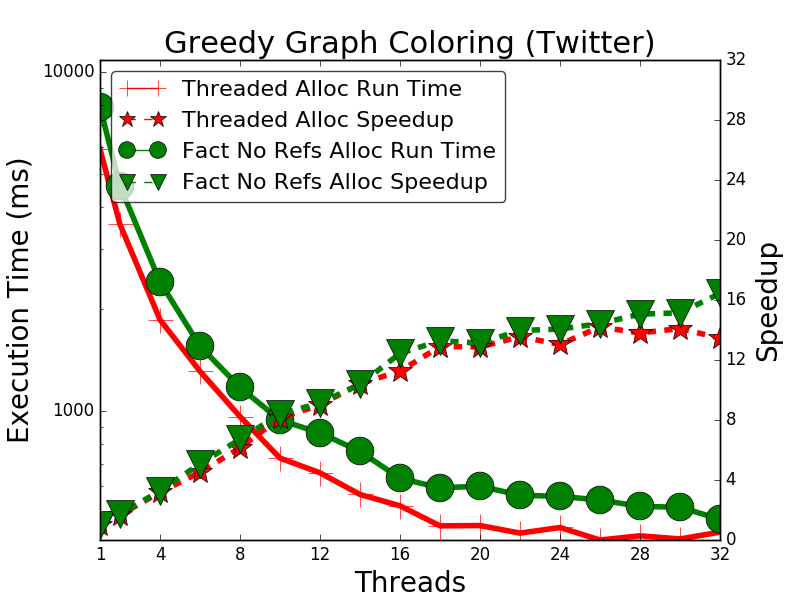 Greedy Graph Coloring (Twitter)
10000
1000
Execution Time (ms)
Threaded Alloc Run Time
Threaded Alloc Speedup
Fact No Refs Alloc Run Time
Fact No Refs Alloc Speedup
32
28
24
20
16
12
8
4
0
Speedup
1 4 8 12 16 20 24 28 32
Threads